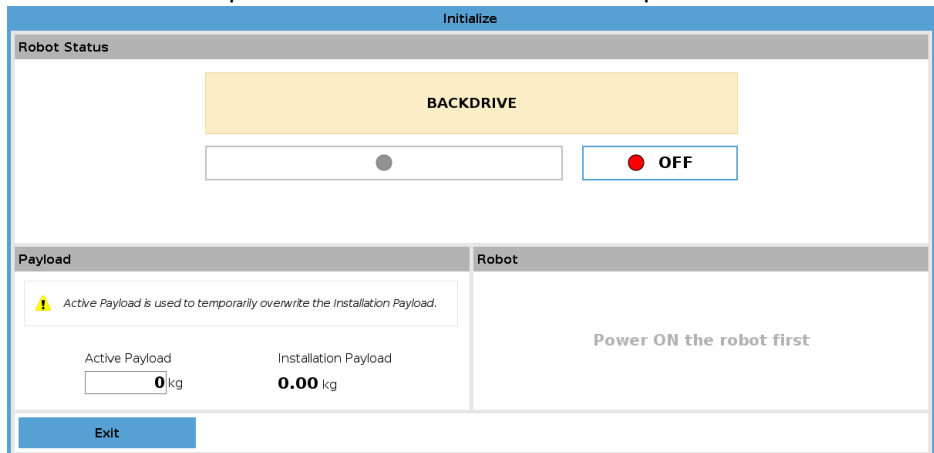 Initialize
Robot Status
BACKDRIVE
OFF
Payload
Active Payload is used to temporarily overwrite the Installation Payload.
Active Payload
Installation Payload
0 kg
0.00 kg
Robot
Power ON the robot first
Exit